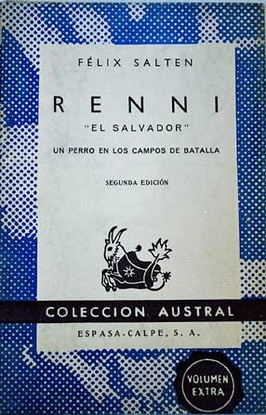 FÉLIX SALTEN
RENNI
"EL SALVADOR"
UN PERRO EN LOS CAMPOS DE BATALLA
SEGUNDA EDICIÓN
COLECCION AUSTRAL
ESPASA-CALPE, S. A.
VOLUMEN
EXTRA